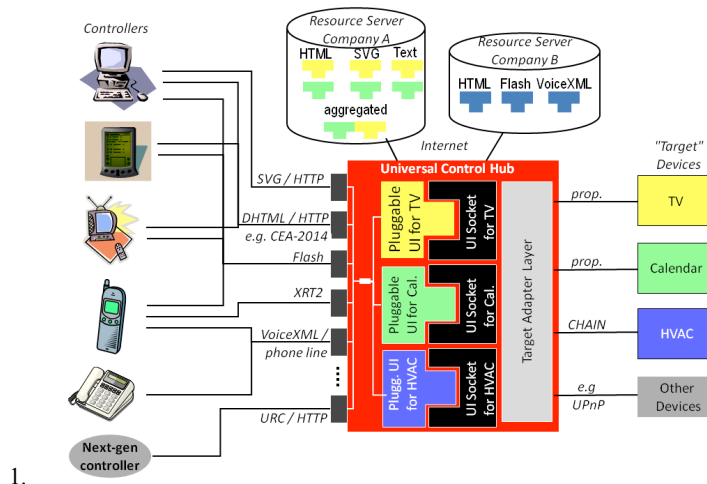 Controllers
Resource Server
Company A
HTML SVG Text
aggregated
Resource Server
Company B
HTML Flash VoiceXML
Internet
Universal Control Hub
"Target"
Devices
SVG / HTTP
DHTML / HTTP
e.g. CEA-2014
Flash
XRT2
VoiceXML /
phone line
URC / HTTP
Pluggable
UI for TV
UI Socket
for TV
Pluggable
UI for Cal.
UI Socket
for Cal.
Plugg. UI
for HVAC
UI Socket
for HVAC
Target Adapter Layer
prop.
TV
prop.
Calendar
CHAIN
HVAC
e.g
UPnP
Other
Devices
Next-gen
controller
1.